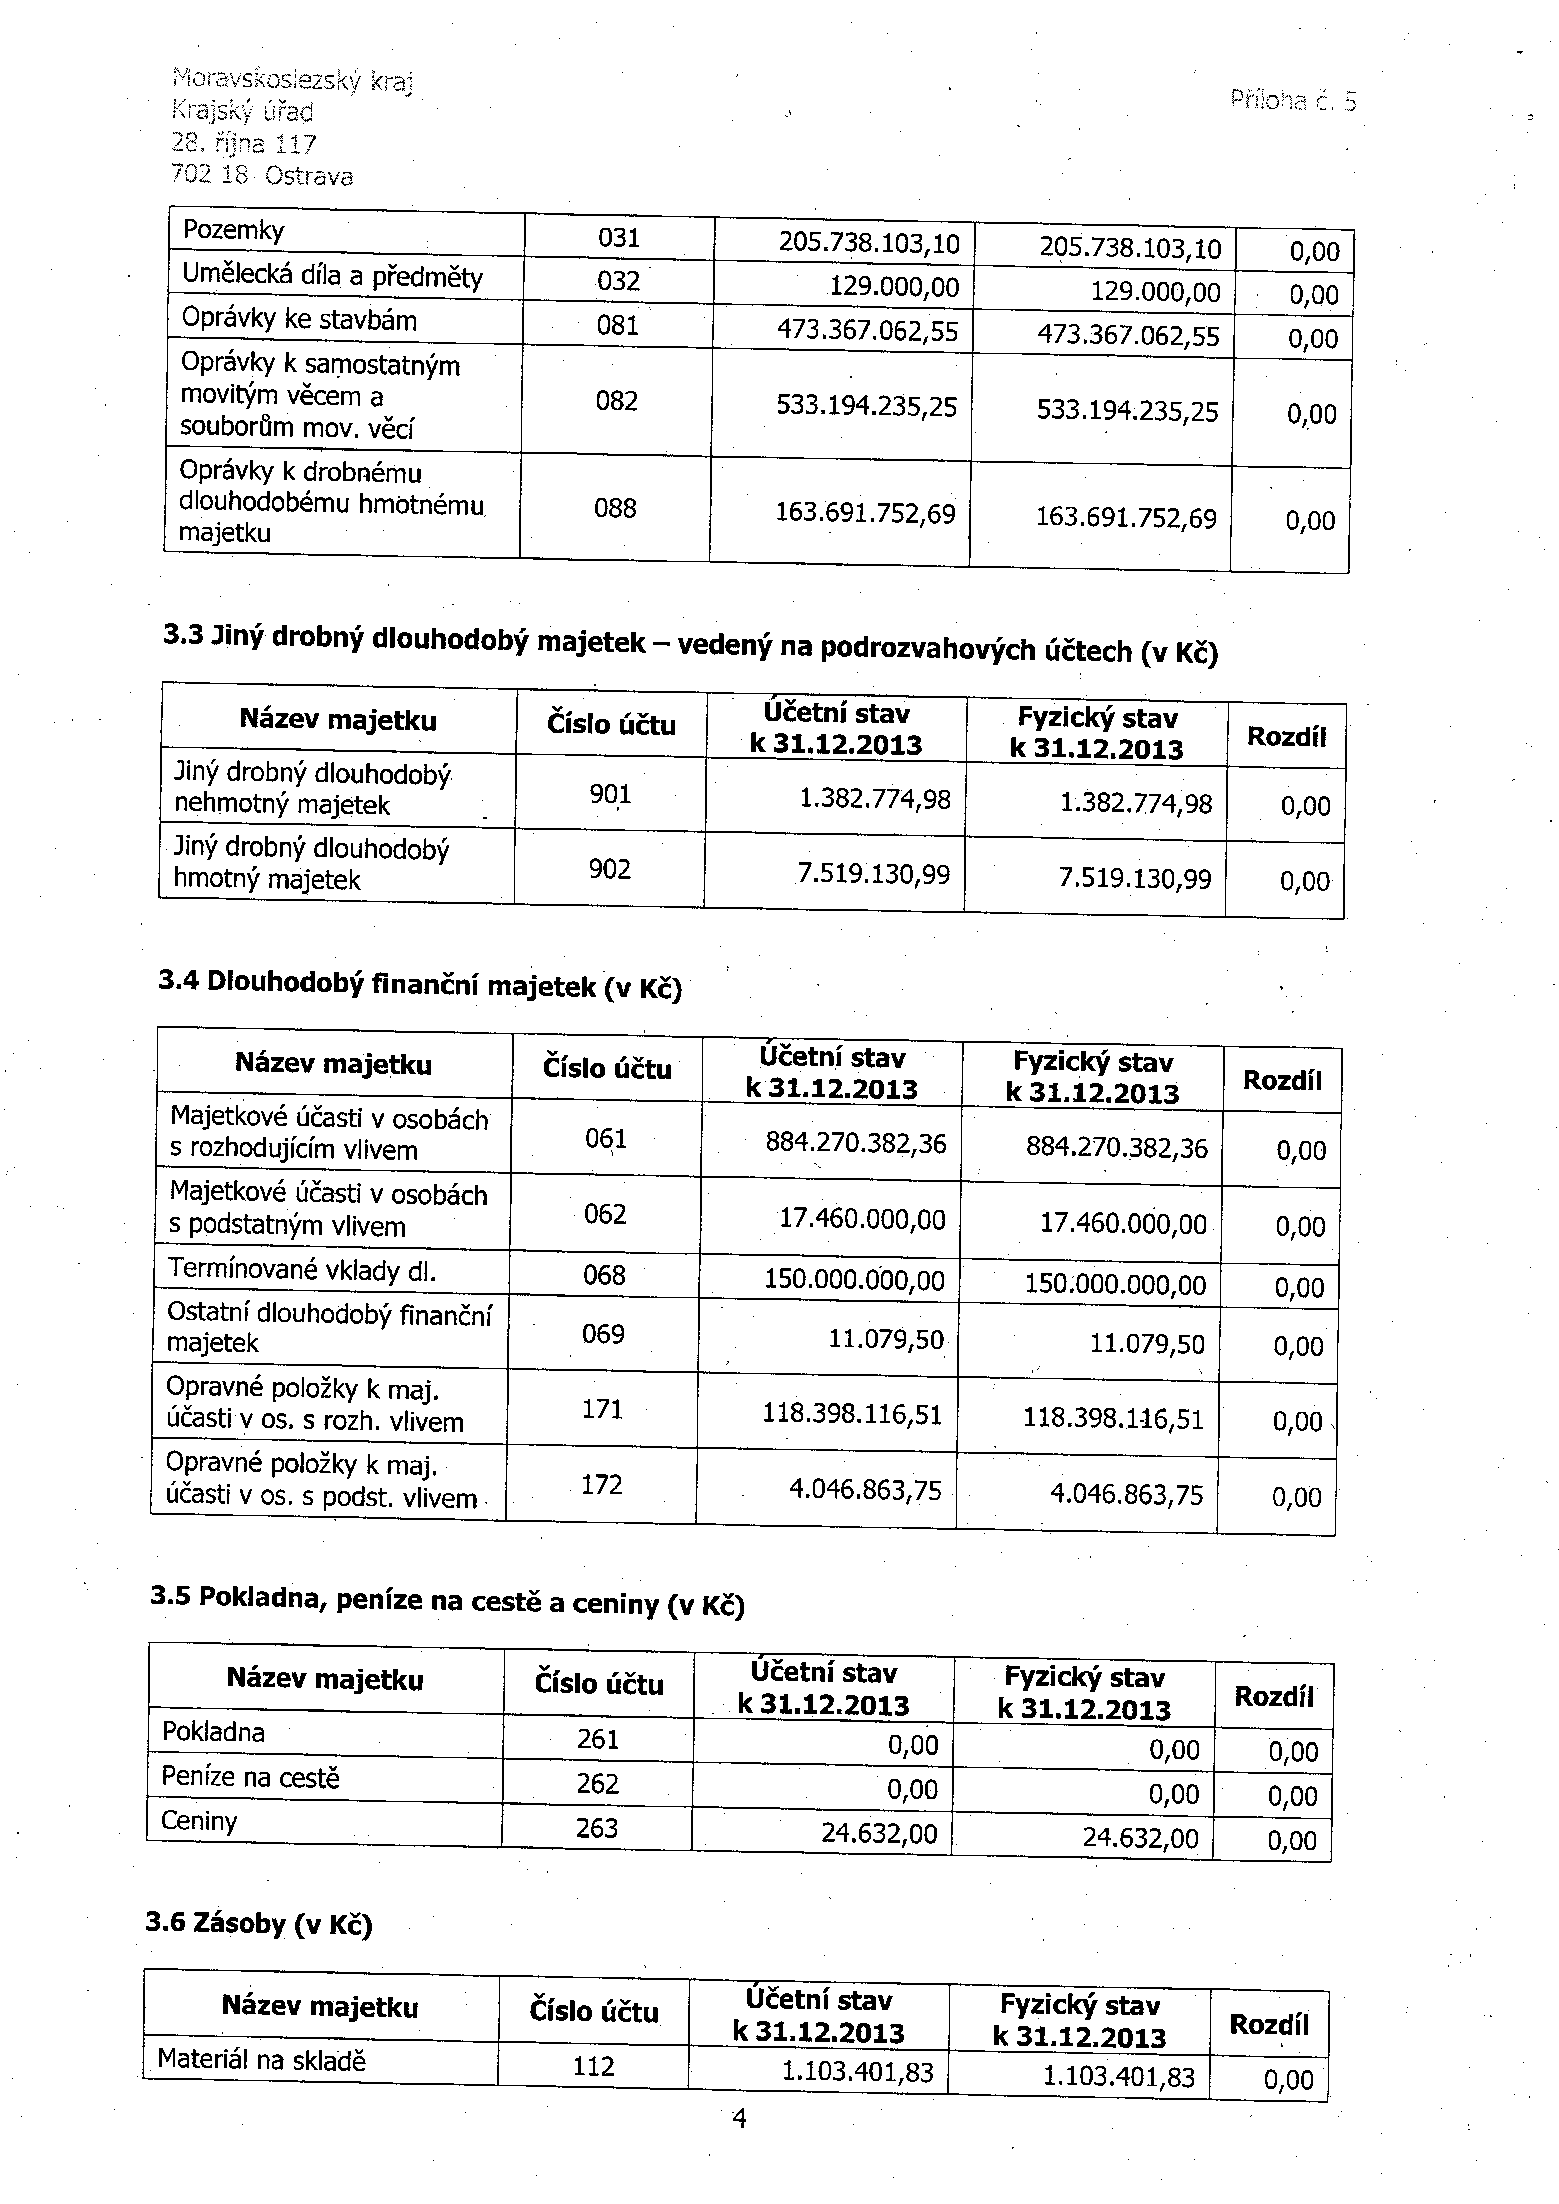 Moravskoslezský kraj
Krajský úřad
28. října 117
702 18 Ostrava
Příloha č. 5
Pozemky 031 205.738.103,10 205.738.103,10 0,00
Umělecká díla a předměty 032 129.000,00 129.000,00 0,00
Oprávky ke stavbám 081 473.367.062,55 473.367.062,55 0,00
Oprávky k samostatným
movitým věcem a
souborům mov. věcí 082 533.194.235,25 533.194.235,25 0,00
Oprávky k drobnému
dlouhodobému hmotnému
majetku 088 163.691.752,69 163.691.752,69 0,00
3.3 Jiný drobný dlouhodobý majetek – vedený na podrozvahových účtech (v Kč)
Název majetku Číslo účtu Účetní stav k 31.12.2013 Fyzický stav k 31.12.2013 Rozdíl
Jiný drobný dlouhodobý
nehmotný majetek 901 1.382.774,98 1.382.774,98 0,00
Jiný drobný dlouhodobý
hmotný majetek 902 7.519.130,99 7.519.130,99 0,00
3.4 Dlouhodobý finanční majetek (v Kč)
Název majetku Číslo účtu Účetní stav k 31.12.2013 Fyzický stav k 31.12.2013 Rozdíl
Majetkové účasti v osobách
s rozhodujícím vlivem 061 884.270.382,36 884.270.382,36 0,00
Majetkové účasti v osobách
s podstatným vlivem 062 17.460.000,00 17.460.000,00 0,00
Termínované vklady dl. 068 150.000.000,00 150.000.000,00 0,00
Ostatní dlouhodobý finanční
majetek 069 11.079,50 11.079,50 0,00
Opravné položky k maj.
účasti v os. s rozh. vlivem 171 118.398.116,51 118.398.116,51 0,00
Opravné položky k maj.
účasti v os. s podst. vlivem 172 4.046.863,75 4.046.863,75 0,00
3.5 Pokladna, peníze na cestě a ceniny (v Kč)
Název majetku Číslo účtu Účetní stav k 31.12.2013 Fyzický stav k 31.12.2013 Rozdíl
Pokladna 261 0,00 0,00 0,00
Peníze na cestě 262 0,00 0,00 0,00
Ceniny 263 24.632,00 24.632,00 0,00
3.6 Zásoby (v Kč)
Název majetku Číslo účtu Účetní stav k 31.12.2013 Fyzický stav k 31.12.2013 Rozdíl
Materiál na skladě 112 1.103.401,83 1.103.401,83 0,00
4